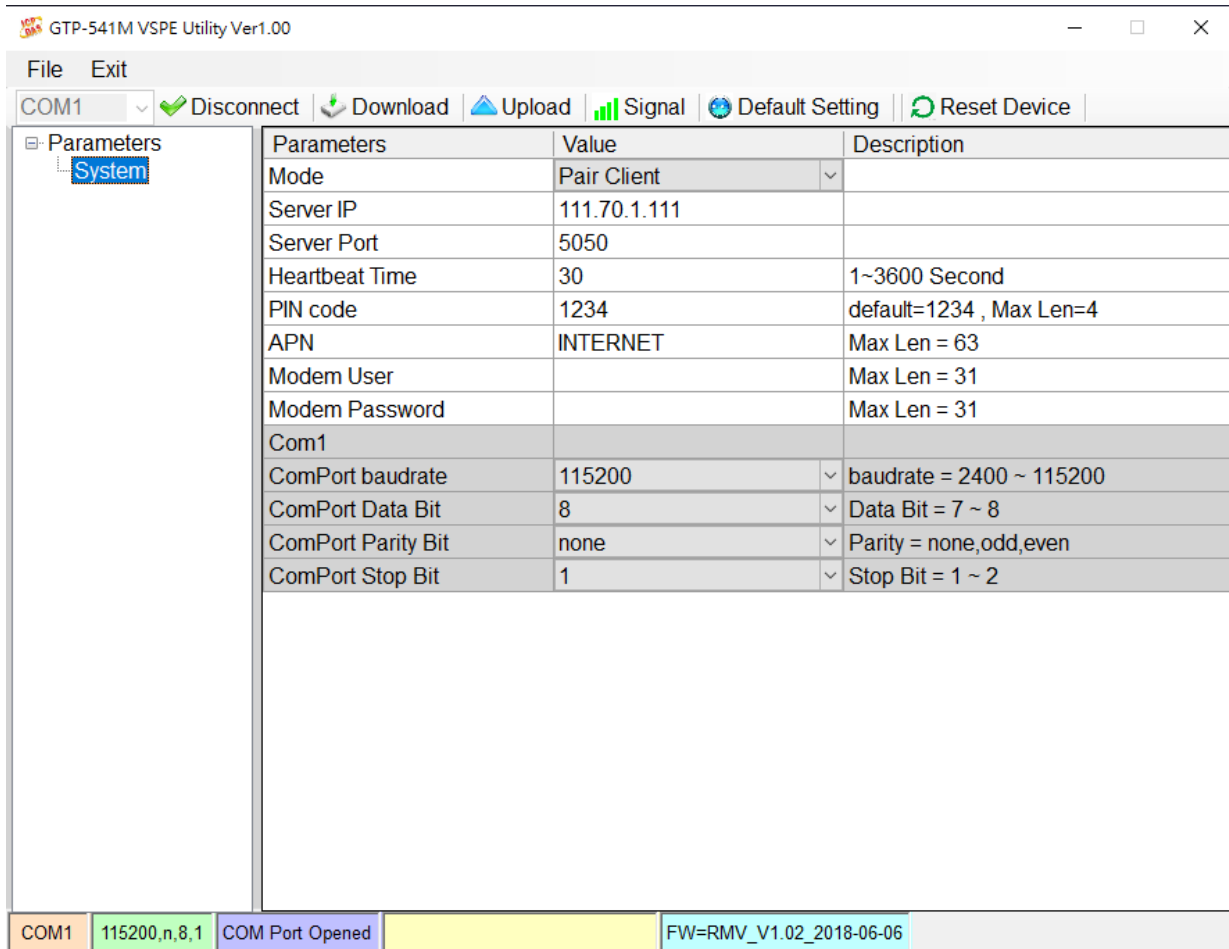 GTP-541M VSPE Utility Ver1.00
File Exit
COM1 Disconnect Download Upload Signal Default Setting Reset Device
Parameters
System
Parameters Value Description
Mode Pair Client
Server IP 111.70.1.111
Server Port 5050
Heartbeat Time 30 1~3600 Second
PIN code 1234 default=1234 , Max Len=4
APN INTERNET Max Len = 63
Modem User Max Len = 31
Modem Password Max Len = 31
Com1
ComPort baudrate 115200 baudrate = 2400 ~ 115200
ComPort Data Bit 8 Data Bit = 7 ~ 8
ComPort Parity Bit none Parity = none,odd,even
ComPort Stop Bit 1 Stop Bit = 1 ~ 2
COM1 115200,n,8,1 COM Port Opened FW=RMV_V1.02_2018-06-06